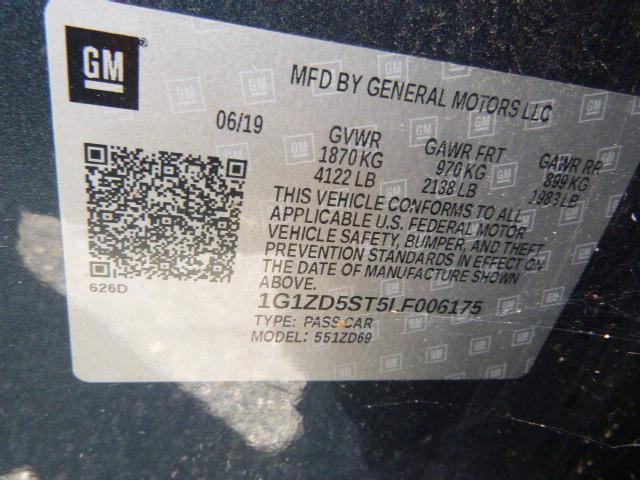 GM
MFD BY GENERAL MOTORS LLC
06/19
GVWR GAWR FRT GAWR RR
1870 KG 970 KG 899 KG
4122 LB 2138 LB 1983 LB
THIS VEHICLE CONFORMS TO ALL
APPLICABLE U.S. FEDERAL MOTOR
VEHICLE SAFETY, BUMPER, AND THEFT
PREVENTION STANDARDS IN EFFECT ON
THE DATE OF MANUFACTURE SHOWN
ABOVE.
626D
1G1ZD5ST5LF006175
TYPE: PASS CAR
MODEL: 551ZD69